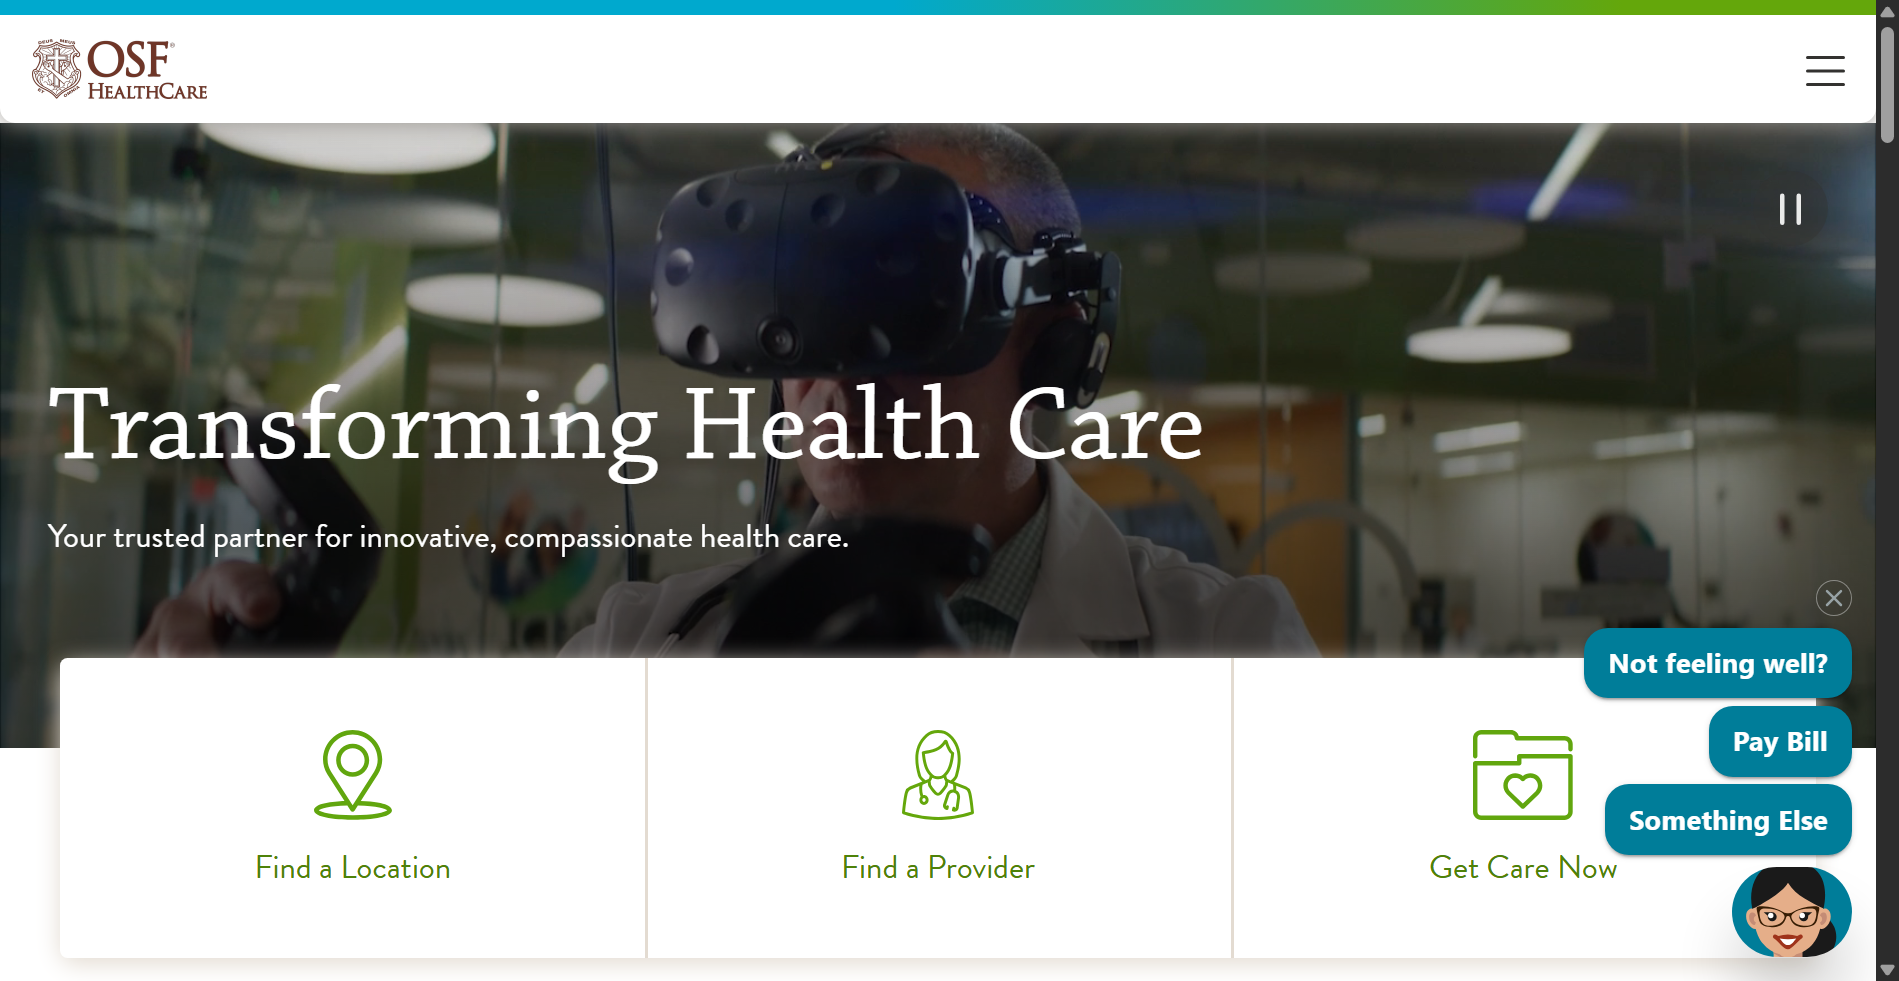 OSF®
HEALTHCARE
Transforming Health Care
Your trusted partner for innovative, compassionate health care.
Not feeling well?
Pay Bill
Something Else
Find a Location
Find a Provider
Get Care Now